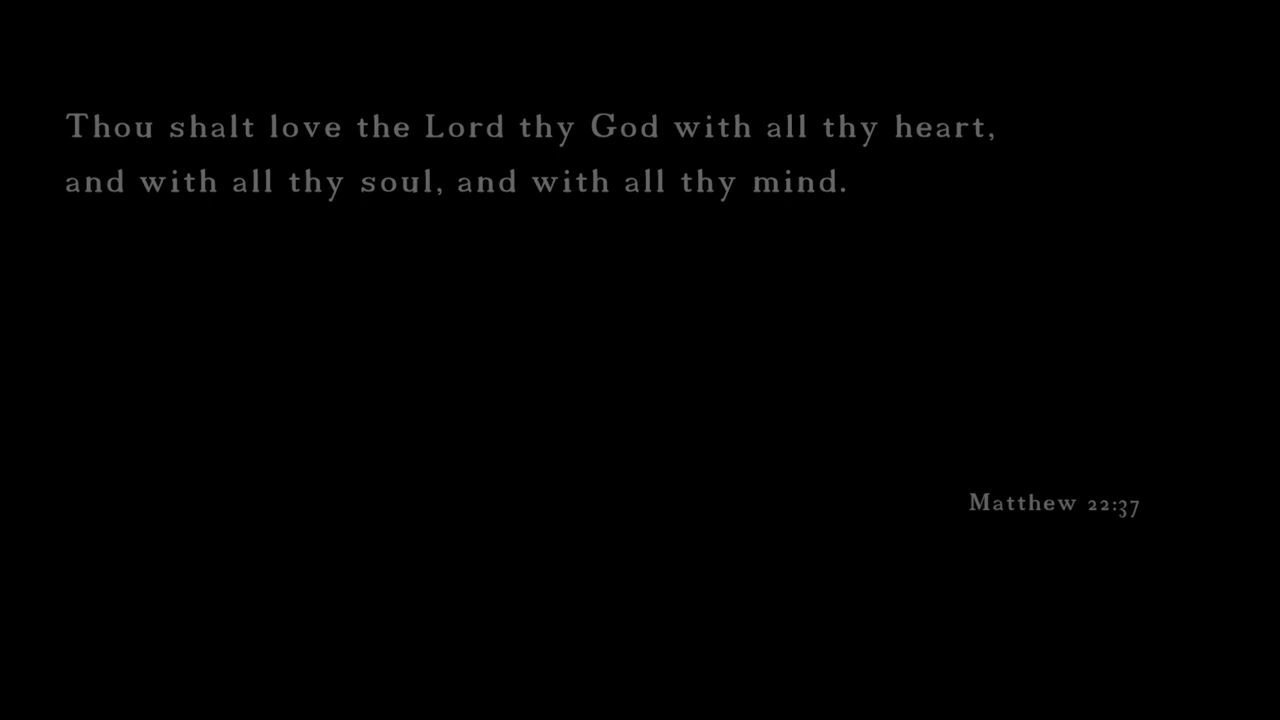 Thou shalt love the Lord thy God with all thy heart,
and with all thy soul, and with all thy mind.
Matthew 22:37